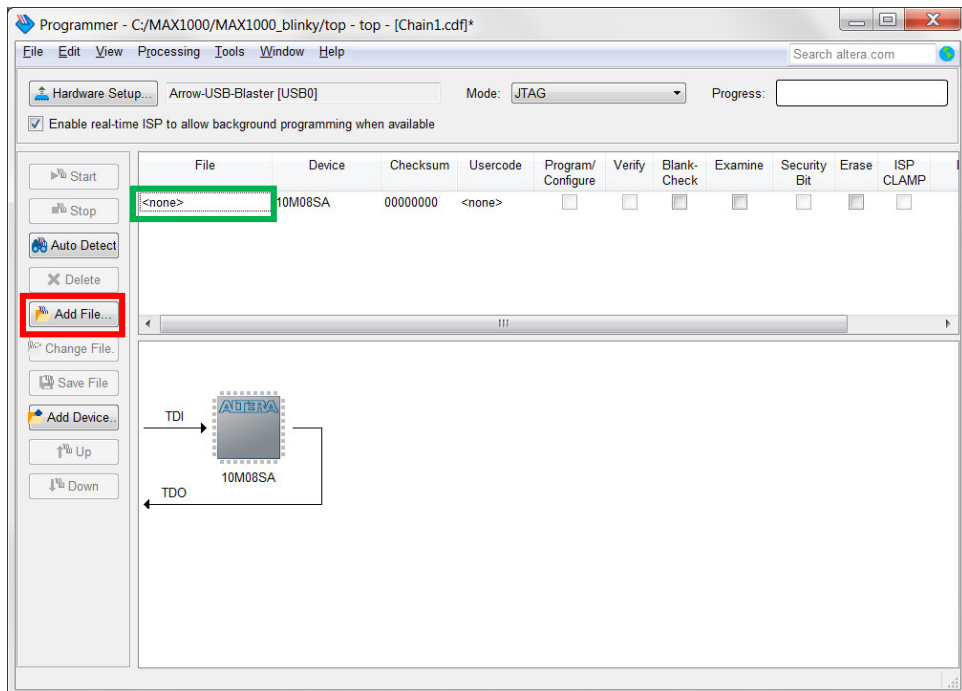 Programmer - C:/MAX1000/MAX1000_blinky/top - top - [Chain1.cdf]*
File Edit View Processing Tools Window Help
Search altera.com
Hardware Setup... Arrow-USB-Blaster [USB0] Mode: JTAG Progress:
Enable real-time ISP to allow background programming when available
File Device Checksum Usercode Program/ Verify Blank- Examine Security Erase ISP
Configure Check Bit CLAMP
<none> 10M08SA 00000000 <none>
Start
Stop
Auto Detect
Delete
Add File...
Change File.
Save File
Add Device..
Up
Down
TDI
ALTERA
10M08SA
TDO